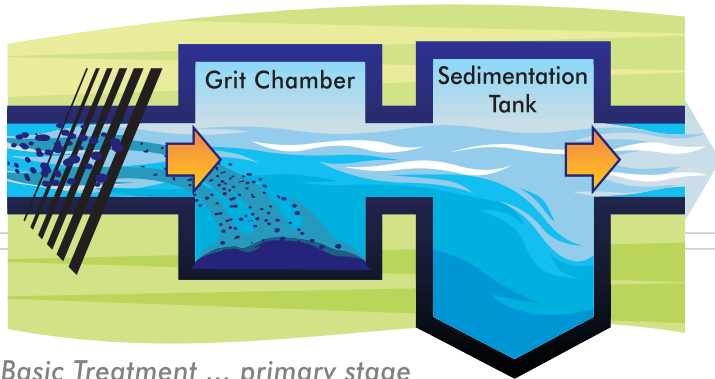 Grit Chamber
Sedimentation
Tank
Basic Treatment ... primary stage